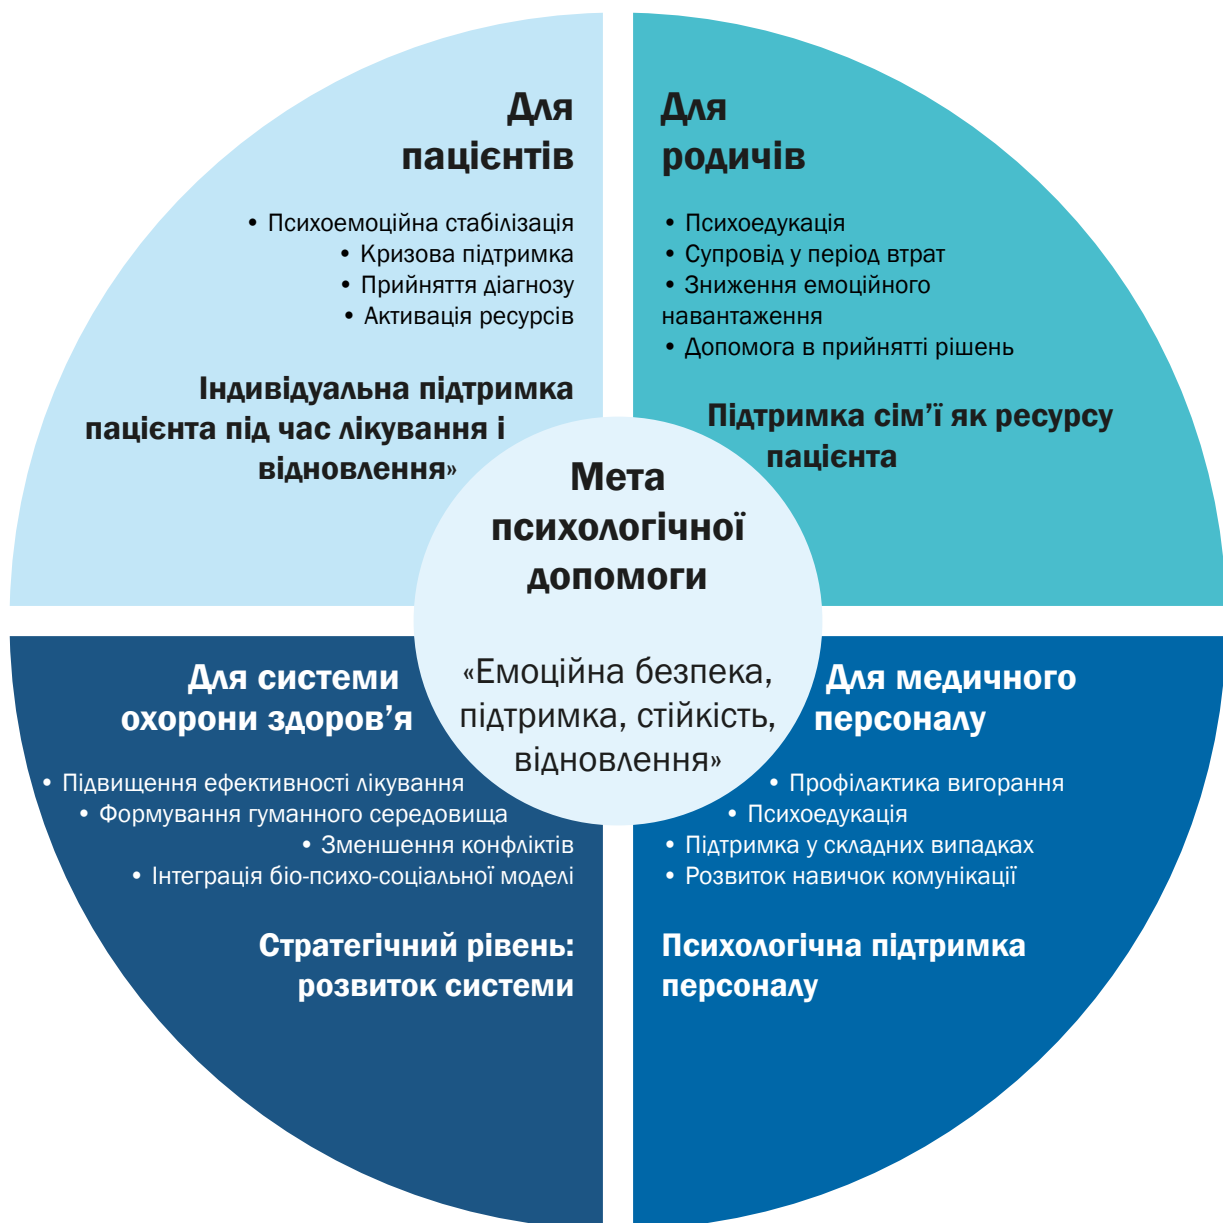 Для
пацієнтів
• Психоемоційна стабілізація
• Кризова підтримка
• Прийняття діагнозу
• Активація ресурсів
Індивідуальна підтримка
пацієнта під час лікування і
відновлення»
Для
родичів
• Психоедукація
• Супровід у період втрат
• Зниження емоційного
навантаження
• Допомога в прийнятті рішень
Підтримка сім’ї як ресурсу
пацієнта
Мета
психологічної
допомоги
«Емоційна безпека,
підтримка, стійкість,
відновлення»
Для системи
охорони здоров’я
• Підвищення ефективності лікування
• Формування гуманного середовища
• Зменшення конфліктів
• Інтеграція біо-психо-соціальної моделі
Стратегічний рівень:
розвиток системи
Для медичного
персоналу
• Профілактика вигорання
• Психоедукація
• Підтримка у складних випадках
• Розвиток навичок комунікації
Психологічна підтримка
персоналу